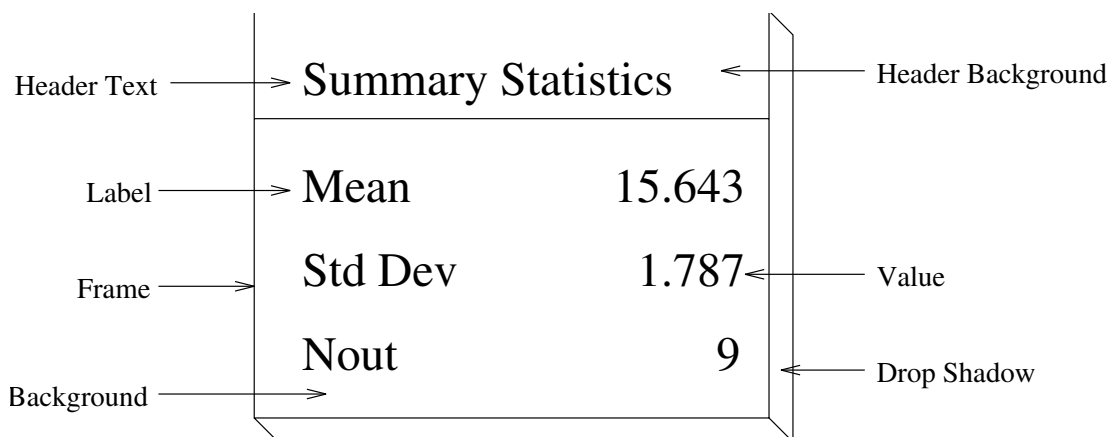 Header Text
Summary Statistics
Header Background
Label
Mean 15.643
Frame
Std Dev 1.787
Value
Nout 9
Background
Drop Shadow